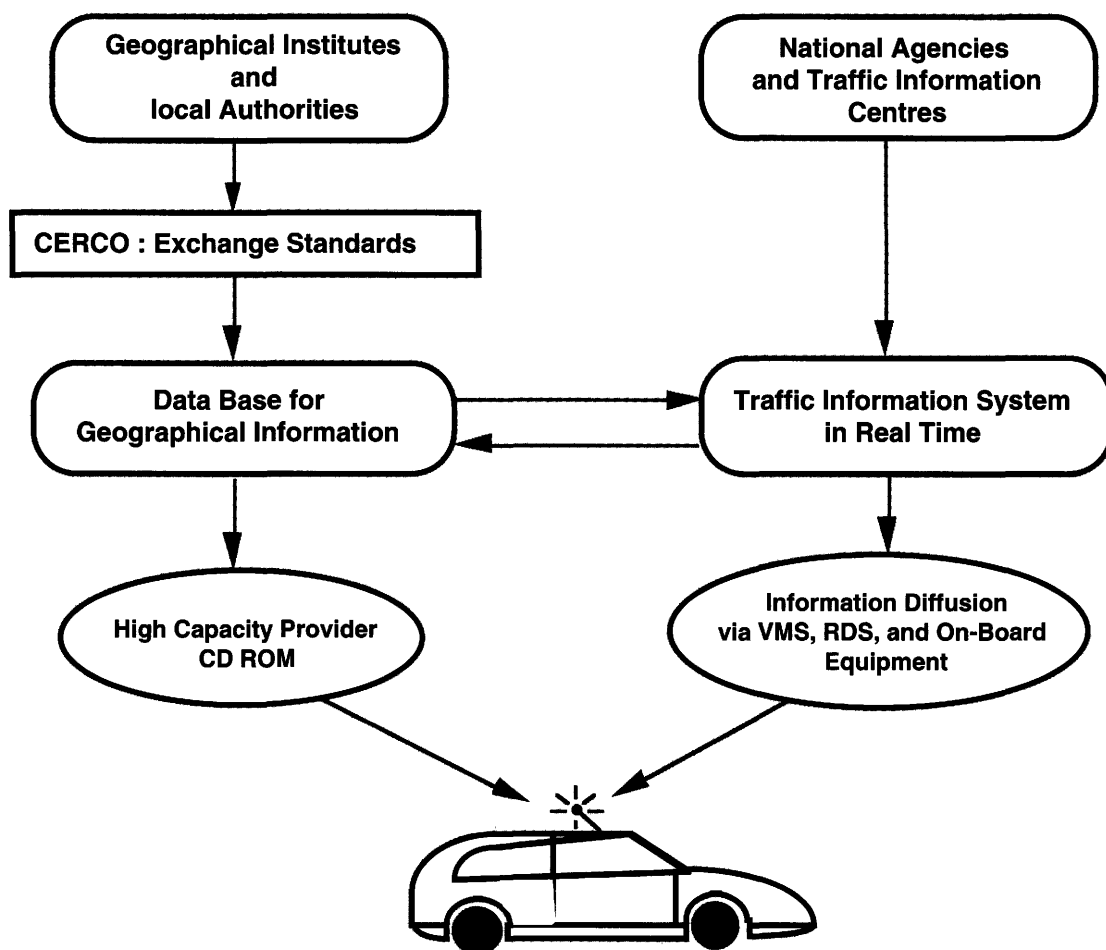 Geographical Institutes
and
local Authorities
National Agencies
and Traffic Information
Centres
CERCO : Exchange Standards
Data Base for
Geographical Information
Traffic Information System
in Real Time
High Capacity Provider
CD ROM
Information Diffusion
via VMS, RDS, and On-Board
Equipment